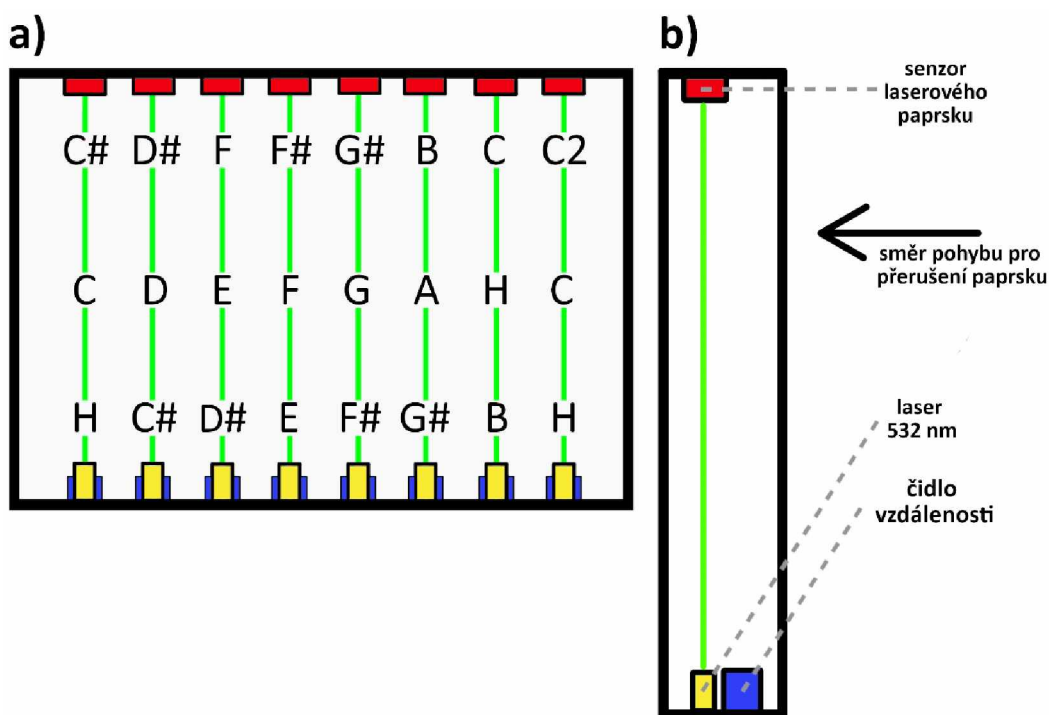 a)
C# D# F F# G# B C C2
C D E F G A H C
H C# D# E F# G# B H
b)
senzor
laserového
paprsku
směr pohybu pro
přerušení paprsku
laser
532 nm
čidlo
vzdálenosti